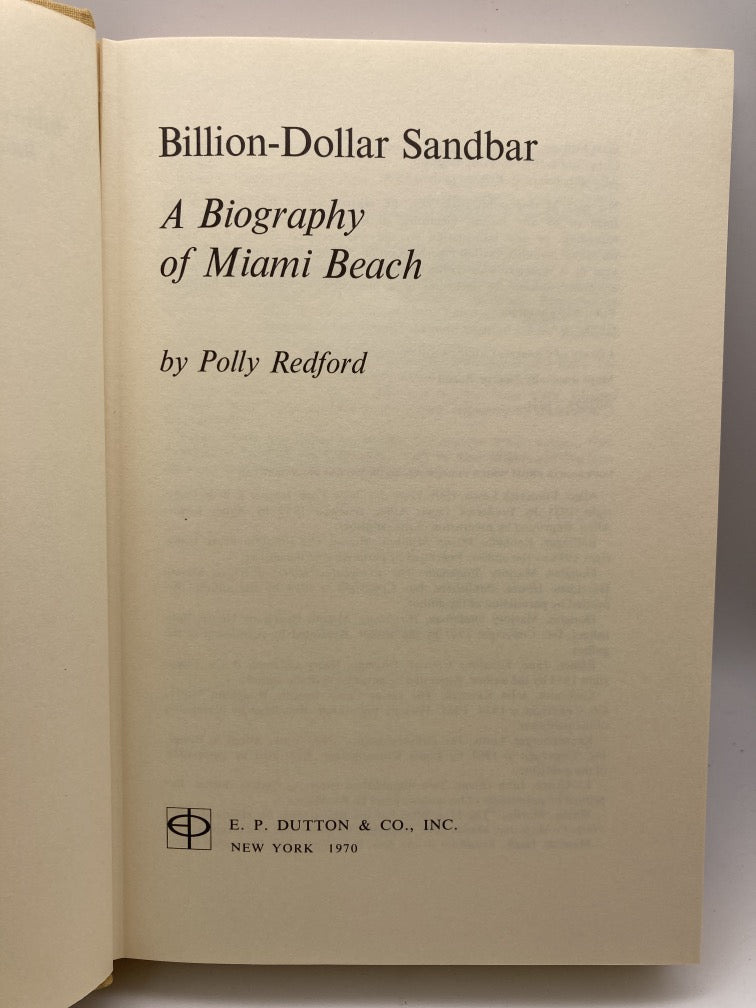 Billion-Dollar Sandbar
A Biography
of Miami Beach
by Polly Redford
E. P. DUTTON & CO., INC.
NEW YORK 1970